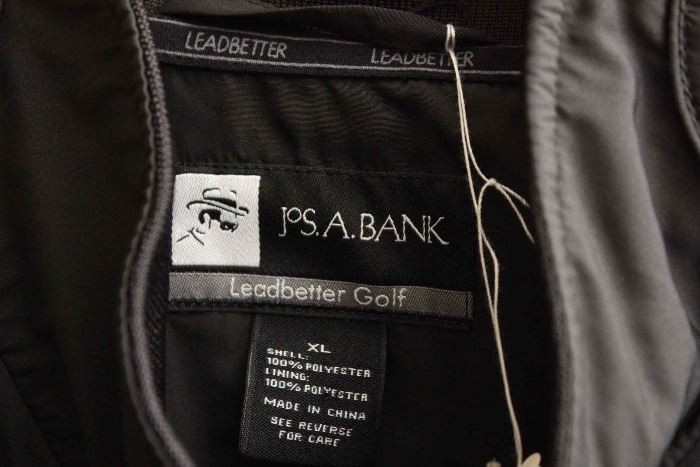 LEADBETTER LEADBETTER
JOS. A. BANK
Leadbetter Golf
XL
SHELL:
100% POLYESTER
LINING:
100% POLYESTER
MADE IN CHINA
SEE REVERSE
FOR CARE